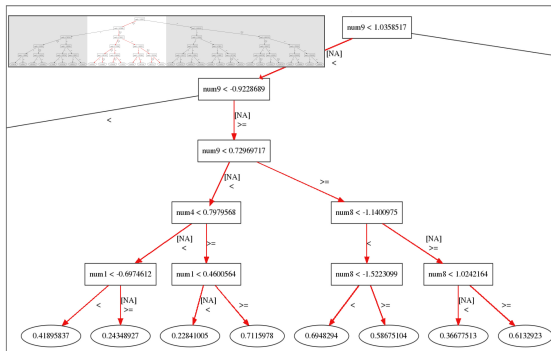 num9 < 1.0358517
[NA]
<
num9 < -0.9228689
<
[NA]
>=
num9 < 0.72969717
[NA]
<
>=
num4 < 0.7979568
num8 < -1.1400975
[NA]
<
>=
<
[NA]
>=
num1 < -0.6974612
num1 < 0.4600564
num8 < -1.5223099
num8 < 1.0242164
<
[NA]
>=
[NA]
<
>=
<
>=
[NA]
<
>=
0.41895837
0.24348927
0.22841005
0.7115978
0.6948294
0.58675104
0.36677513
0.6132923